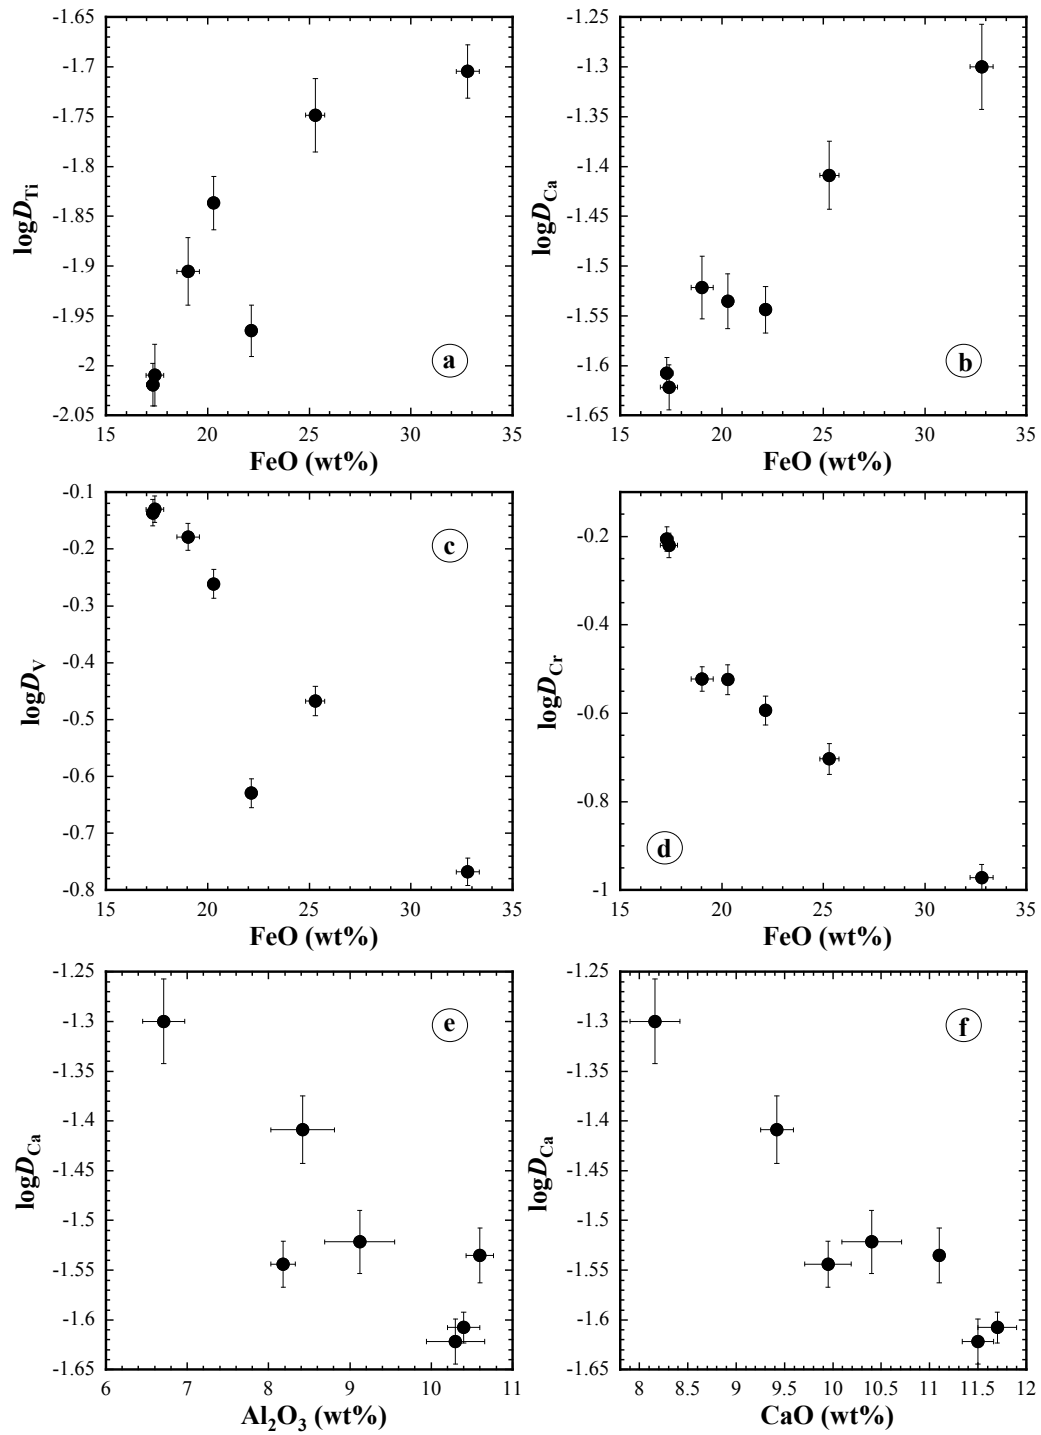 -1.65
-1.7
-1.75
-1.8
-1.85
-1.9
-1.95
-2
-2.05
15 20 25 30 35
logD_Ti
FeO (wt%)
a
-1.25
-1.3
-1.35
-1.4
-1.45
-1.5
-1.55
-1.6
-1.65
15 20 25 30 35
logD_Ca
FeO (wt%)
b
-0.1
-0.2
-0.3
-0.4
-0.5
-0.6
-0.7
-0.8
15 20 25 30 35
logD_V
FeO (wt%)
c
-0.2
-0.4
-0.6
-0.8
-1
15 20 25 30 35
logD_Cr
FeO (wt%)
d
-1.25
-1.3
-1.35
-1.4
-1.45
-1.5
-1.55
-1.6
-1.65
6 7 8 9 10 11
logD_Ca
Al₂O₃ (wt%)
e
-1.25
-1.3
-1.35
-1.4
-1.45
-1.5
-1.55
-1.6
-1.65
8 8.5 9 9.5 10 10.5 11 11.5 12
logD_Ca
CaO (wt%)
f